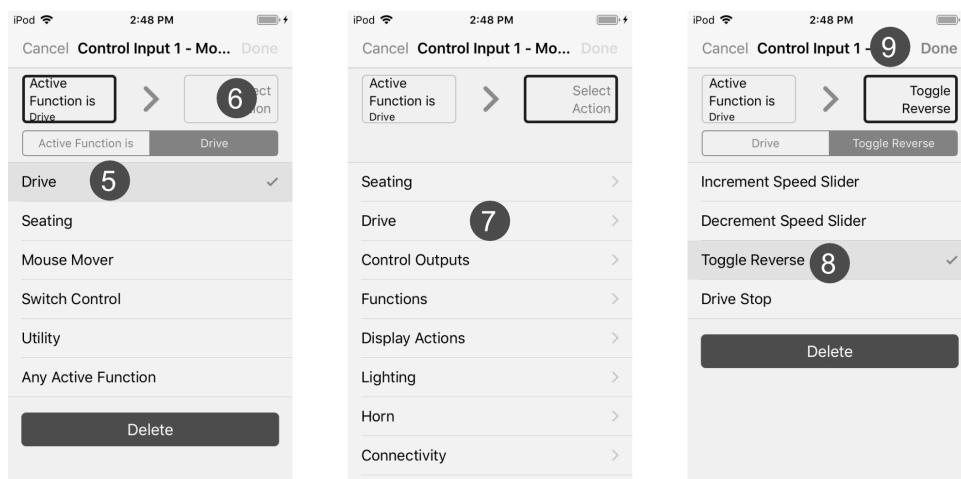 iPod 2:48 PM
Cancel Control Input 1 - Mo... Done
Active
Function is
Drive
6
Active Function is Drive
Drive 5
Seating
Mouse Mover
Switch Control
Utility
Any Active Function
Delete
iPod 2:48 PM
Cancel Control Input 1 - Mo... Done
Active
Function is
Drive
Select
Action
Seating
Drive 7
Control Outputs
Functions
Display Actions
Lighting
Horn
Connectivity
iPod 2:48 PM
Cancel Control Input 1 - 9 Done
Active
Function is
Drive
Toggle
Reverse
Drive Toggle Reverse
Increment Speed Slider
Decrement Speed Slider
Toggle Reverse 8
Drive Stop
Delete